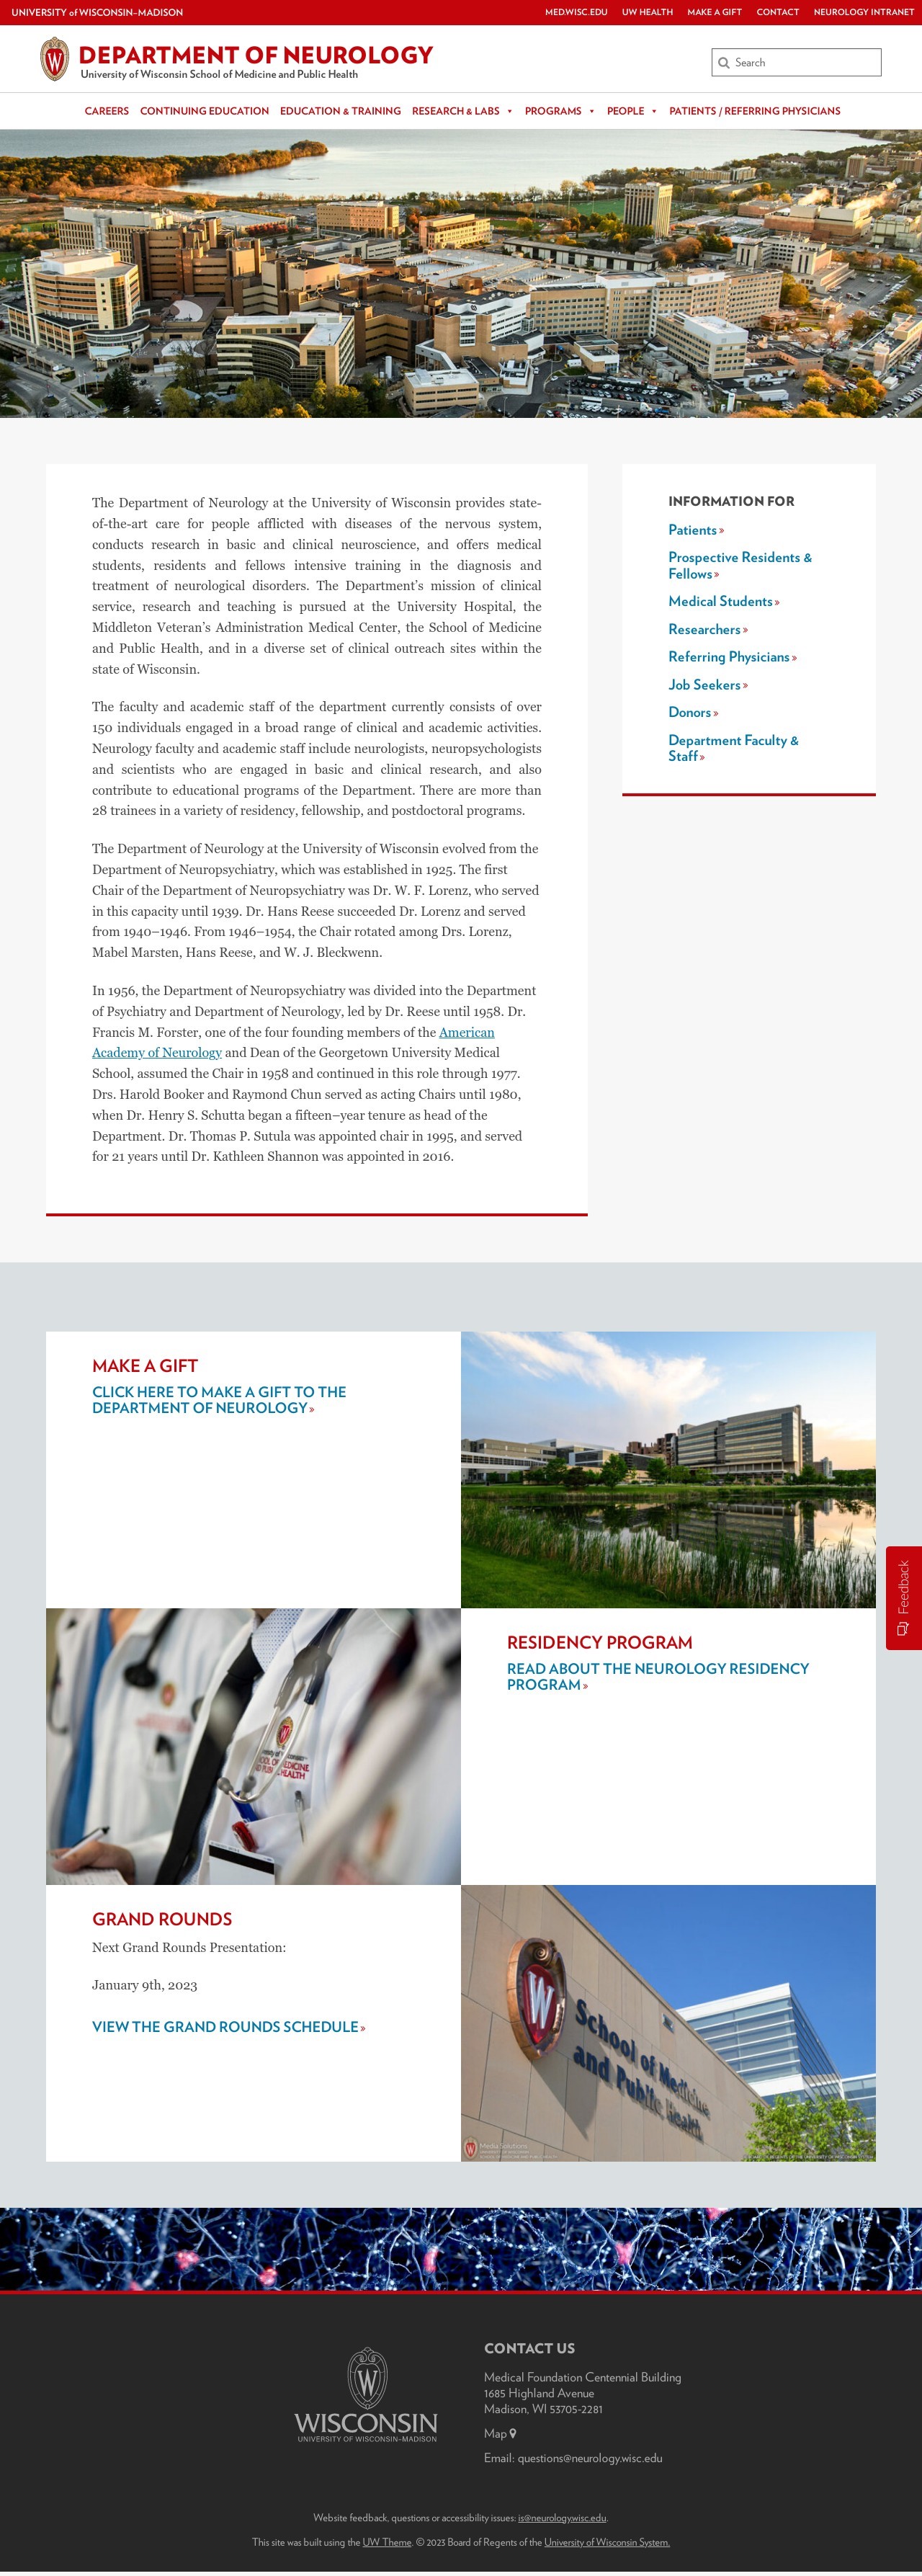 UNIVERSITY of WISCONSIN–MADISON
MED.WISC.EDU UW HEALTH MAKE A GIFT CONTACT NEUROLOGY INTRANET
DEPARTMENT OF NEUROLOGY
University of Wisconsin School of Medicine and Public Health
Search
CAREERS CONTINUING EDUCATION EDUCATION & TRAINING RESEARCH & LABS PROGRAMS PEOPLE PATIENTS / REFERRING PHYSICIANS
The Department of Neurology at the University of Wisconsin provides state-
of-the-art care for people afflicted with diseases of the nervous system,
conducts research in basic and clinical neuroscience, and offers medical
students, residents and fellows intensive training in the diagnosis and
treatment of neurological disorders. The Department's mission of clinical
service, research and teaching is pursued at the University Hospital, the
Middleton Veteran's Administration Medical Center, the School of Medicine
and Public Health, and in a diverse set of clinical outreach sites within the
state of Wisconsin.
The faculty and academic staff of the department currently consists of over
150 individuals engaged in a broad range of clinical and academic activities.
Neurology faculty and academic staff include neurologists, neuropsychologists
and scientists who are engaged in basic and clinical research, and also
contribute to educational programs of the Department. There are more than
28 trainees in a variety of residency, fellowship, and postdoctoral programs.
The Department of Neurology at the University of Wisconsin evolved from the
Department of Neuropsychiatry, which was established in 1925. The first
Chair of the Department of Neuropsychiatry was Dr. W. F. Lorenz, who served
in this capacity until 1939. Dr. Hans Reese succeeded Dr. Lorenz and served
from 1940–1946. From 1946–1954, the Chair rotated among Drs. Lorenz,
Mabel Marsten, Hans Reese, and W. J. Bleckwenn.
In 1956, the Department of Neuropsychiatry was divided into the Department
of Psychiatry and Department of Neurology, led by Dr. Reese until 1958. Dr.
Francis M. Forster, one of the four founding members of the American
Academy of Neurology and Dean of the Georgetown University Medical
School, assumed the Chair in 1958 and continued in this role through 1977.
Drs. Harold Booker and Raymond Chun served as acting Chairs until 1980,
when Dr. Henry S. Schutta began a fifteen–year tenure as head of the
Department. Dr. Thomas P. Sutula was appointed chair in 1995, and served
for 21 years until Dr. Kathleen Shannon was appointed in 2016.
INFORMATION FOR
Patients »
Prospective Residents &
Fellows »
Medical Students »
Researchers »
Referring Physicians »
Job Seekers »
Donors »
Department Faculty &
Staff »
MAKE A GIFT
CLICK HERE TO MAKE A GIFT TO THE
DEPARTMENT OF NEUROLOGY »
Feedback
RESIDENCY PROGRAM
READ ABOUT THE NEUROLOGY RESIDENCY
PROGRAM »
GRAND ROUNDS
Next Grand Rounds Presentation:
January 9th, 2023
VIEW THE GRAND ROUNDS SCHEDULE »
W
School of Medicine
and Public Health
Media Solutions
W
WISCONSIN
UNIVERSITY OF WISCONSIN–MADISON
CONTACT US
Medical Foundation Centennial Building
1685 Highland Avenue
Madison, WI 53705-2281
Map
Email: questions@neurology.wisc.edu
Website feedback, questions or accessibility issues: is@neurology.wisc.edu.
This site was built using the UW Theme. © 2023 Board of Regents of the University of Wisconsin System.